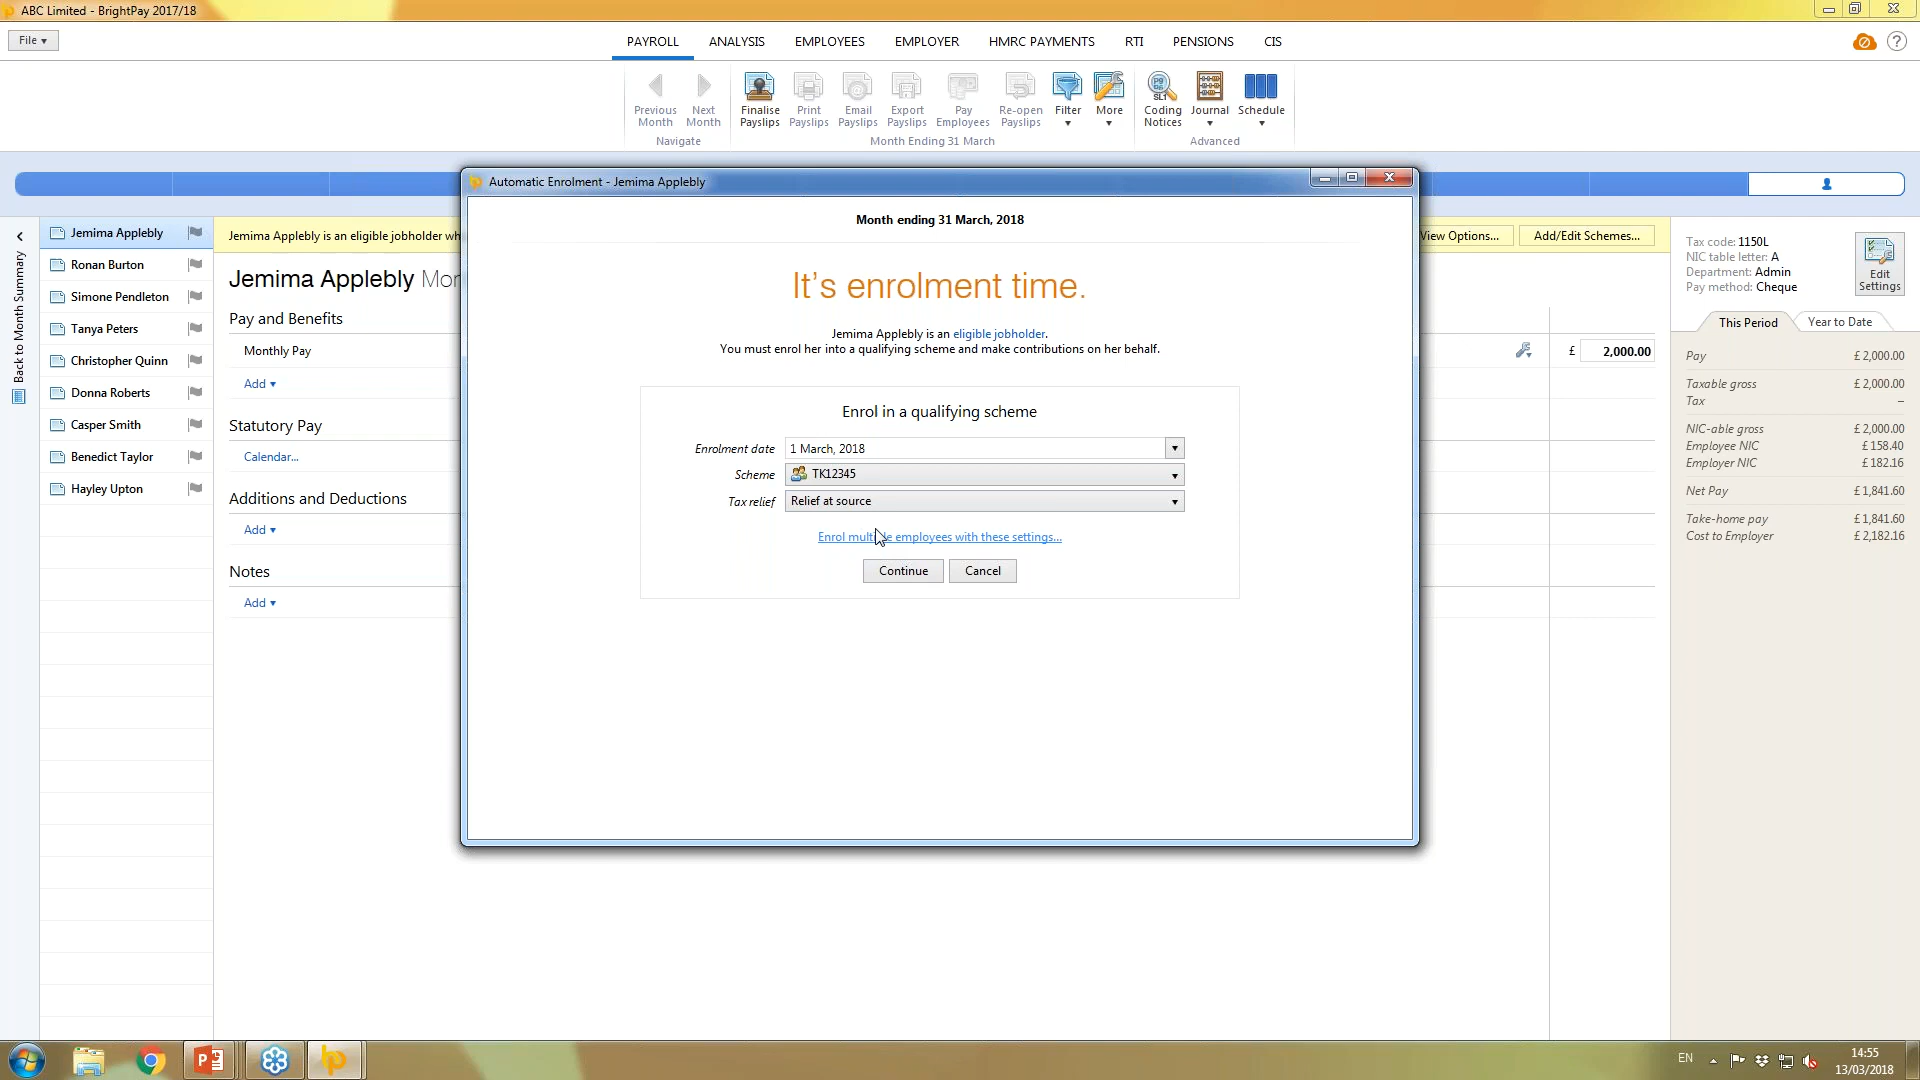 ABC Limited - BrightPay 2017/18
File
PAYROLL
ANALYSIS
EMPLOYEES
EMPLOYER
HMRC PAYMENTS
RTI
PENSIONS
CIS
Previous Month
Next Month
Navigate
Finalise Payslips
Print Payslips
Email Payslips
Export Payslips
Pay Employees
Re-open Payslips
Filter
More
Month Ending 31 March
Coding Notices
Journal
Schedule
Advanced
Back to Month Summary
Jemima Applebly
Ronan Burton
Simone Pendleton
Tanya Peters
Christopher Quinn
Donna Roberts
Casper Smith
Benedict Taylor
Hayley Upton
Jemima Applebly is an eligible jobholder
View Options...
Add/Edit Schemes...
Jemima Applebly
Pay and Benefits
Monthly Pay
£ 2,000.00
Add
Statutory Pay
Calendar...
Additions and Deductions
Add
Notes
Add
Automatic Enrolment - Jemima Applebly
Month ending 31 March, 2018
It's enrolment time.
Jemima Applebly is an eligible jobholder.
You must enrol her into a qualifying scheme and make contributions on her behalf.
Enrol in a qualifying scheme
Enrolment date 1 March, 2018
Scheme TK12345
Tax relief Relief at source
Enrol multiple employees with these settings...
Continue
Cancel
Tax code: 1150L
NIC table letter: A
Department: Admin
Pay method: Cheque
Edit Settings
This Period
Year to Date
Pay £ 2,000.00
Taxable gross £ 2,000.00
Tax –
NIC-able gross £ 2,000.00
Employee NIC £ 158.40
Employer NIC £ 182.16
Net Pay £ 1,841.60
Take-home pay £ 1,841.60
Cost to Employer £ 2,182.16
EN
14:55
13/03/2018